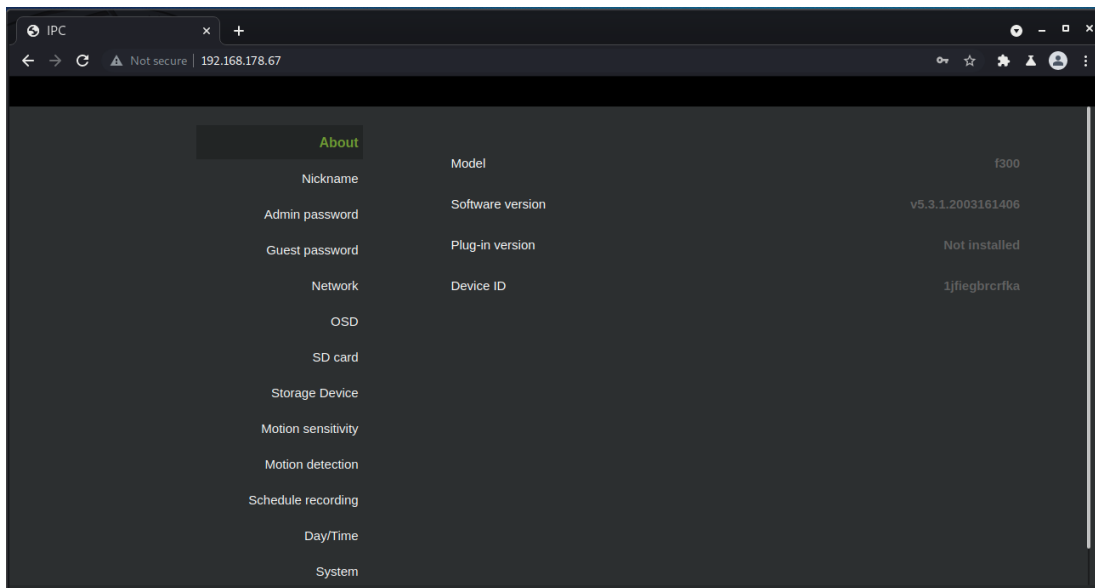 IPC
Not secure 192.168.178.67
About
Nickname
Admin password
Guest password
Network
OSD
SD card
Storage Device
Motion sensitivity
Motion detection
Schedule recording
Day/Time
System
Model f300
Software version v5.3.1.2003161406
Plug-in version Not installed
Device ID 1jfiegbrcrfka